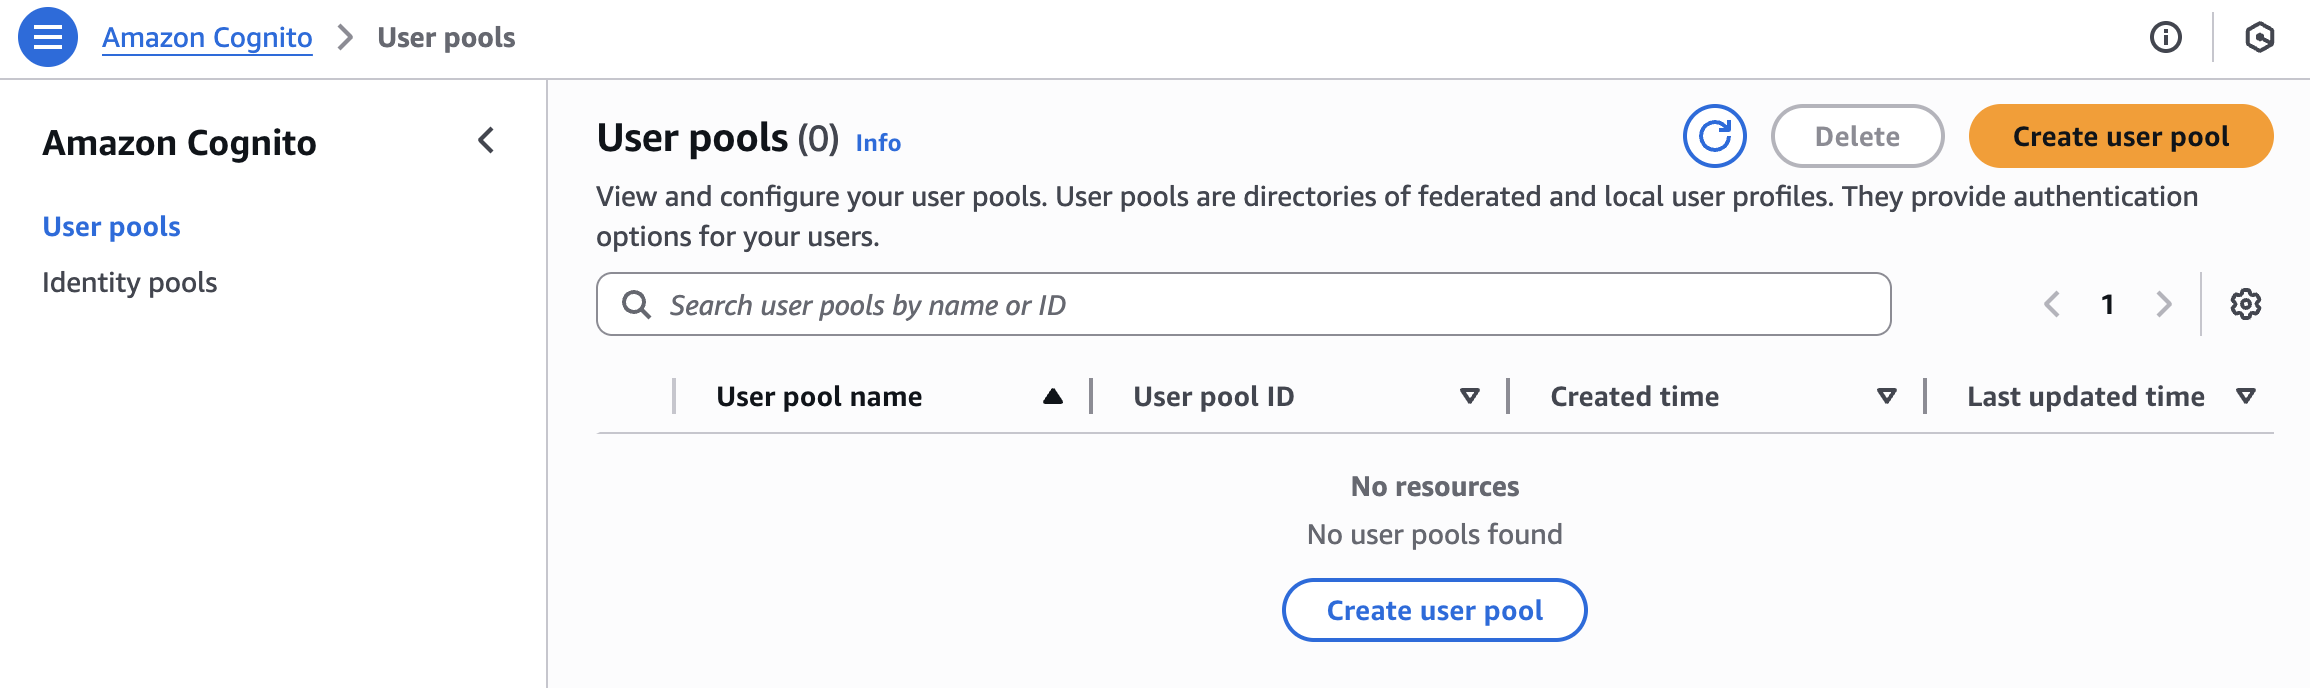 Amazon Cognito > User pools
Amazon Cognito
User pools
Identity pools
User pools (0) Info
Delete
Create user pool
View and configure your user pools. User pools are directories of federated and local user profiles. They provide authentication
options for your users.
Search user pools by name or ID
1
User pool name
User pool ID
Created time
Last updated time
No resources
No user pools found
Create user pool